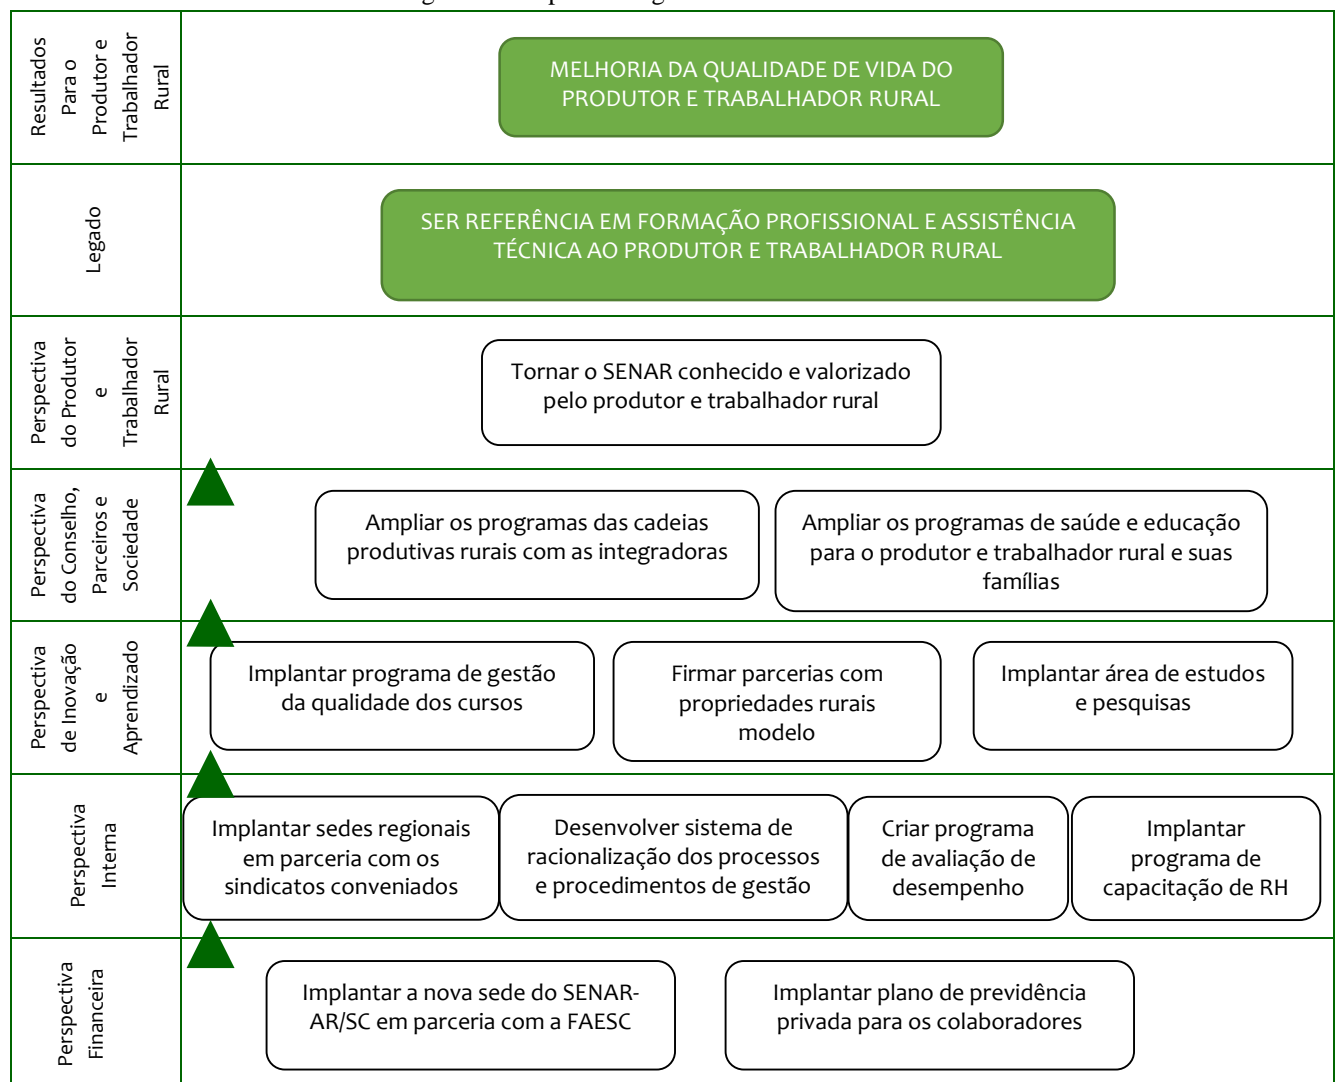 Resultados
Para o
Produtor e
Trabalhador
Rural
MELHORIA DA QUALIDADE DE VIDA DO
PRODUTOR E TRABALHADOR RURAL
Legado
SER REFERÊNCIA EM FORMAÇÃO PROFISSIONAL E ASSISTÊNCIA
TÉCNICA AO PRODUTOR E TRABALHADOR RURAL
Perspectiva
do Produtor
e
Trabalhador
Rural
Tornar o SENAR conhecido e valorizado
pelo produtor e trabalhador rural
Perspectiva
do Conselho,
Parceiros e
Sociedade
Ampliar os programas das cadeias
produtivas rurais com as integradoras
Ampliar os programas de saúde e educação
para o produtor e trabalhador rural e suas
famílias
Perspectiva
de Inovação
e
Aprendizado
Implantar programa de gestão
da qualidade dos cursos
Firmar parcerias com
propriedades rurais
modelo
Implantar área de estudos
e pesquisas
Perspectiva
Interna
Implantar sedes regionais
em parceria com os
sindicatos conveniados
Desenvolver sistema de
racionalização dos processos
e procedimentos de gestão
Criar programa
de avaliação de
desempenho
Implantar
programa de
capacitação de RH
Perspectiva
Financeira
Implantar a nova sede do SENAR-
AR/SC em parceria com a FAESC
Implantar plano de previdência
privada para os colaboradores